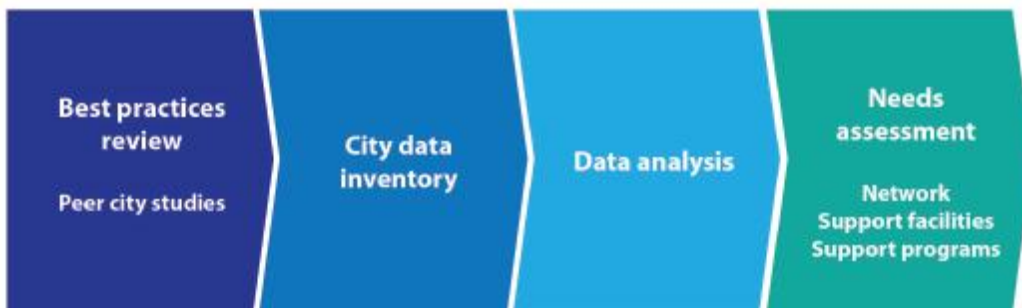 Best practices
review
Peer city studies
City data
inventory
Data analysis
Needs
assessment
Network
Support facilities
Support programs